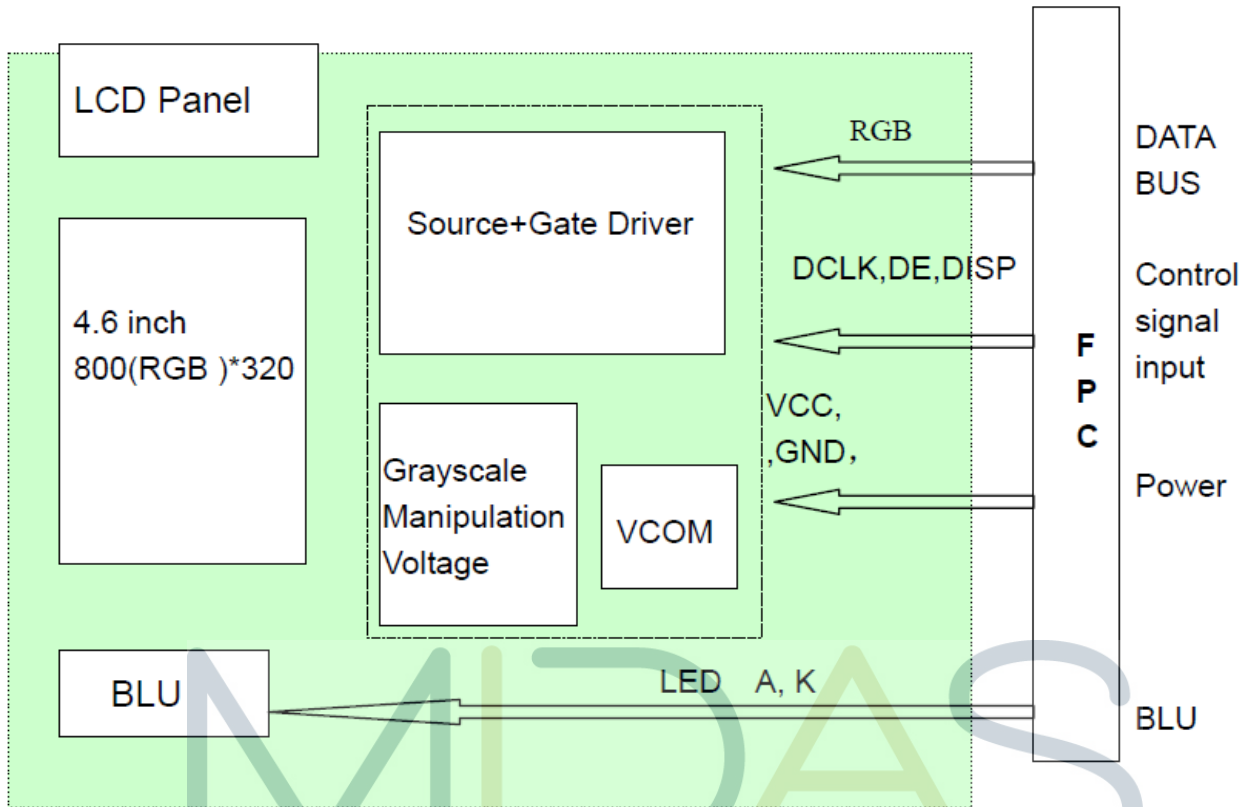 LCD Panel
4.6 inch
800(RGB )*320
BLU
Source+Gate Driver
Grayscale
Manipulation
Voltage
VCOM
RGB
DCLK,DE,DISP
VCC,
,GND，
LED A, K
F
P
C
DATA
BUS
Control
signal
input
Power
BLU
MIDAS